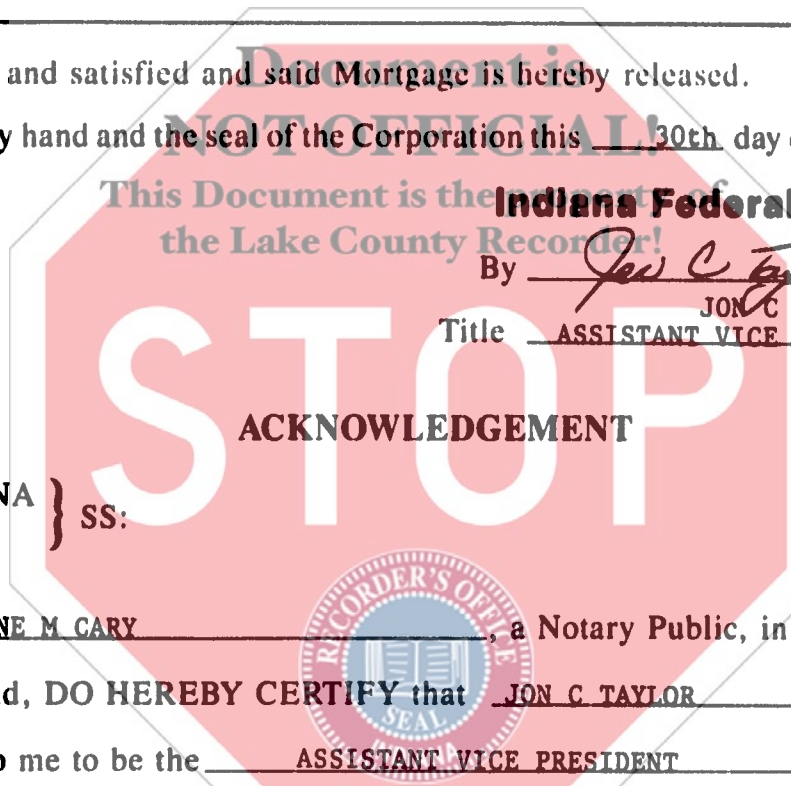 Document is
and satisfied and said Mortgage is hereby released.
NOT OFFICIAL!
y hand and the seal of the Corporation this 30th day
This Document is the property of
Indiana Federal
the Lake County Recorder!
By Jon C
JON C
Title ASSISTANT VICE
STOP
ACKNOWLEDGEMENT
NA } SS:
RECORDER'S OFFICE
NE M CARY, a Notary Public, in
d, DO HEREBY CERTIFY that JON C TAYLOR
SEAL
o me to be the ASSISTANT VICE PRESIDENT